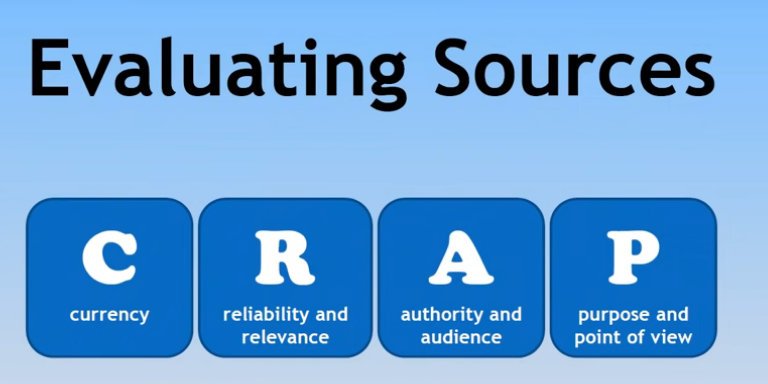 Evaluating Sources
C
currency
R
reliability and
relevance
A
authority and
audience
P
purpose and
point of view